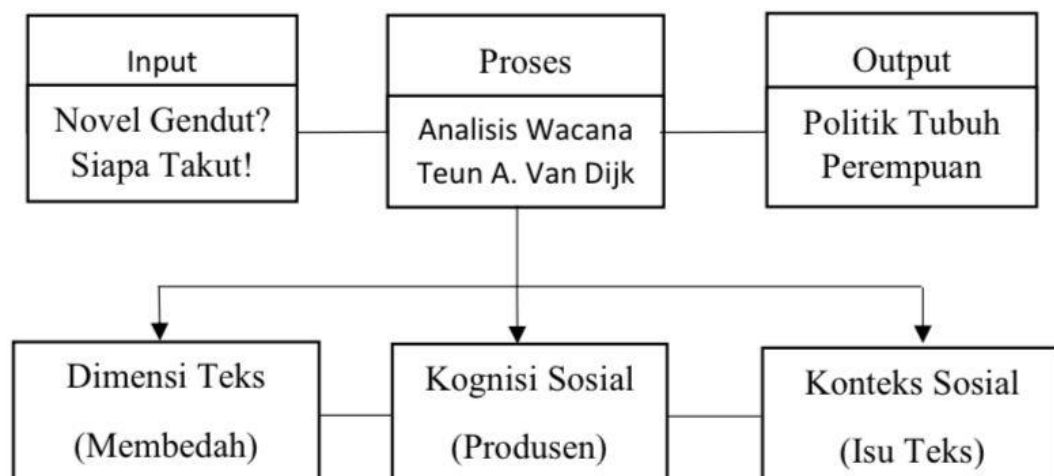 Input
Novel Gendut?
Siapa Takut!
Proses
Analisis Wacana
Teun A. Van Dijk
Output
Politik Tubuh
Perempuan
Dimensi Teks
(Membedah)
Kognisi Sosial
(Produsen)
Konteks Sosial
(Isu Teks)